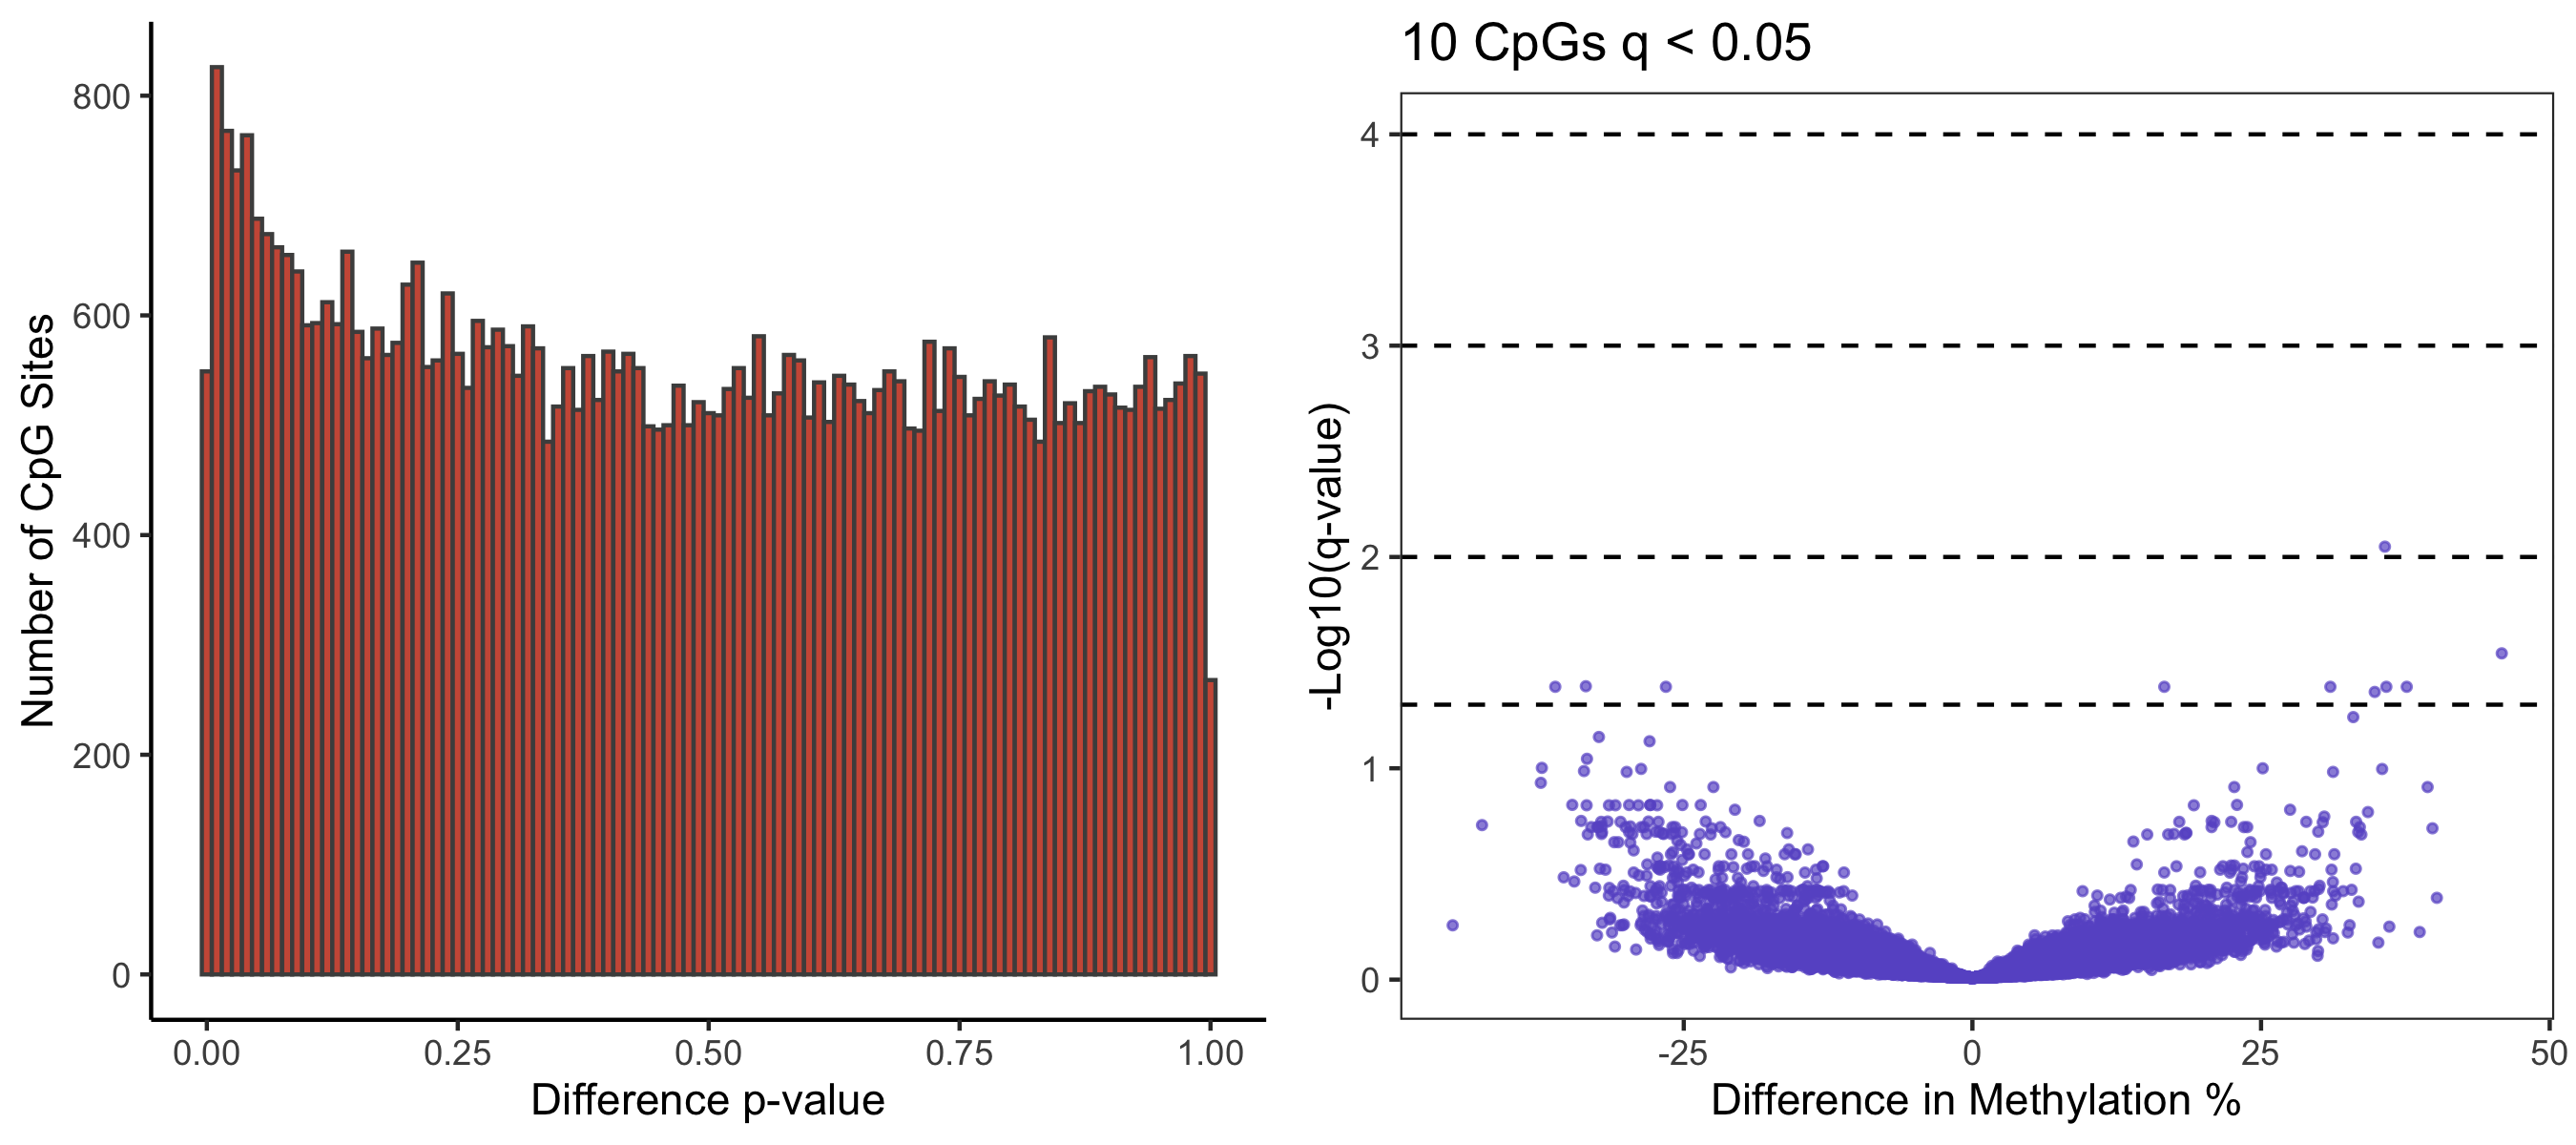 Number of CpG Sites
800
600
400
200
0
0.00 0.25 0.50 0.75 1.00
Difference p-value
10 CpGs q < 0.05
-Log10(q-value)
4
3
2
1
0
-25 0 25 50
Difference in Methylation %